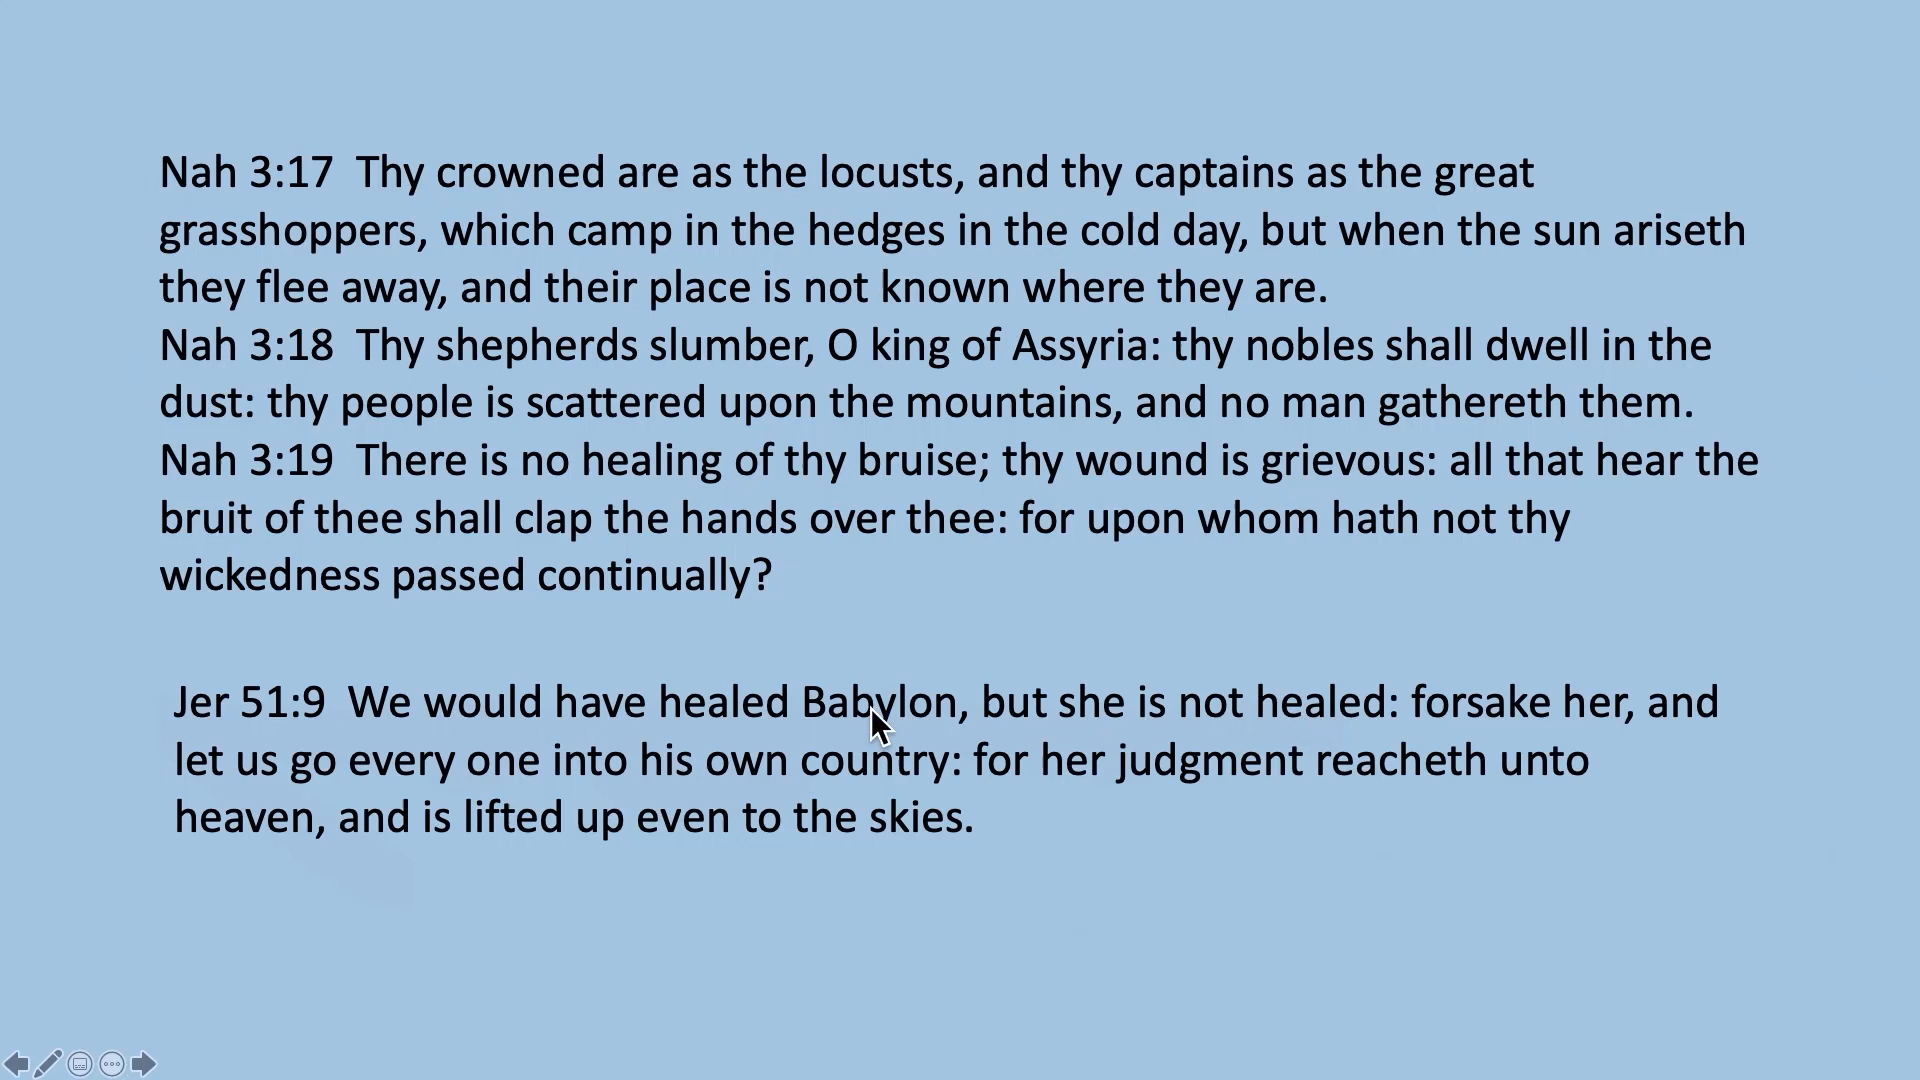 Nah 3:17  Thy crowned are as the locusts, and thy captains as the great
grasshoppers, which camp in the hedges in the cold day, but when the sun ariseth
they flee away, and their place is not known where they are.
Nah 3:18  Thy shepherds slumber, O king of Assyria: thy nobles shall dwell in the
dust: thy people is scattered upon the mountains, and no man gathereth them.
Nah 3:19  There is no healing of thy bruise; thy wound is grievous: all that hear the
bruit of thee shall clap the hands over thee: for upon whom hath not thy
wickedness passed continually?
Jer 51:9  We would have healed Babylon, but she is not healed: forsake her, and
let us go every one into his own country: for her judgment reacheth unto
heaven, and is lifted up even to the skies.